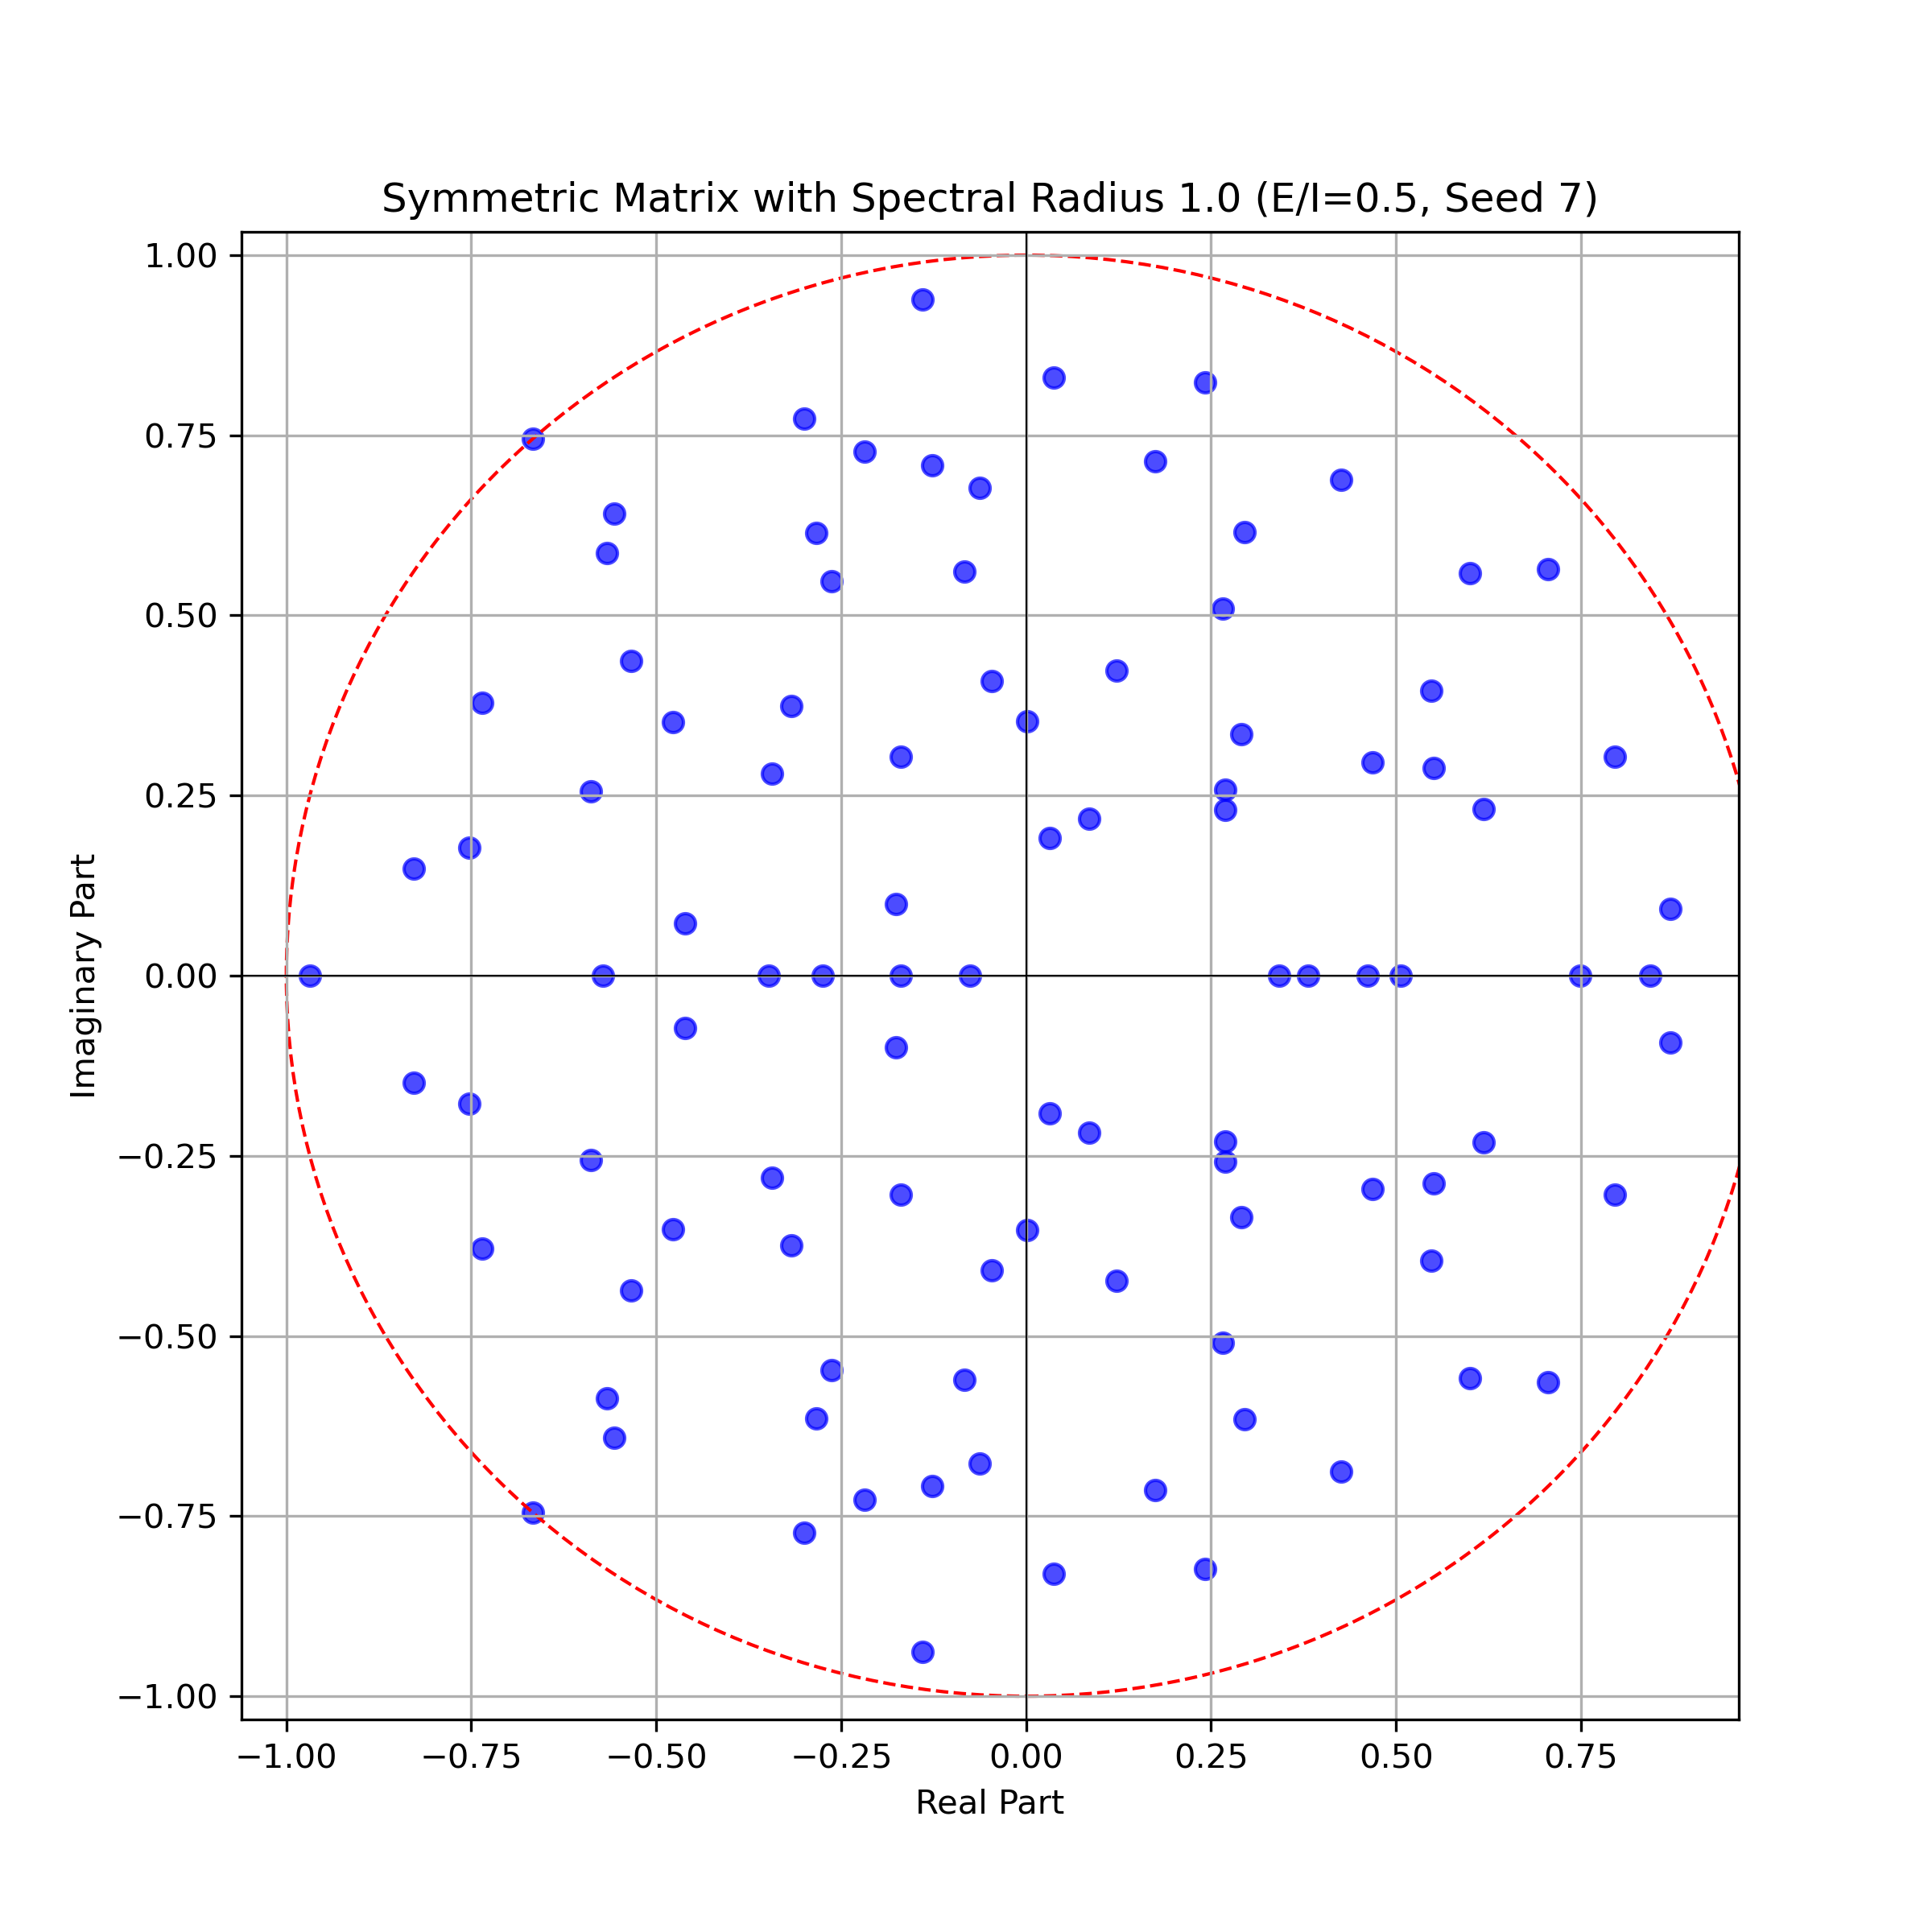 Symmetric Matrix with Spectral Radius 1.0 (E/I=0.5, Seed 7)
1.00
0.75
0.50
0.25
0.00
−0.25
−0.50
−0.75
−1.00
Imaginary Part
−1.00 −0.75 −0.50 −0.25 0.00 0.25 0.50 0.75
Real Part